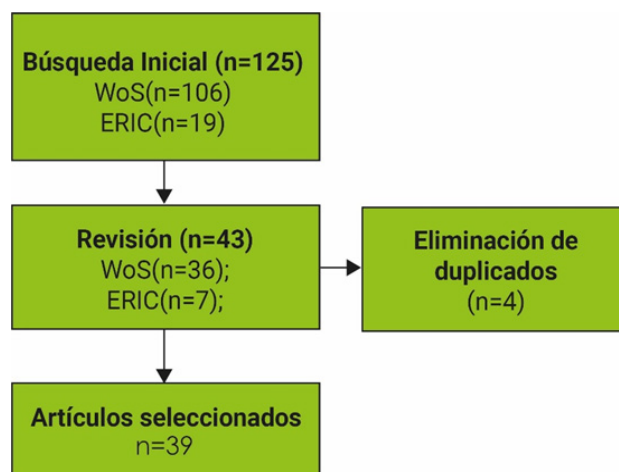 Búsqueda Inicial (n=125)
WoS(n=106)
ERIC(n=19)
Revisión (n=43)
WoS(n=36);
ERIC(n=7);
Eliminación de
duplicados
(n=4)
Artículos seleccionados
n=39